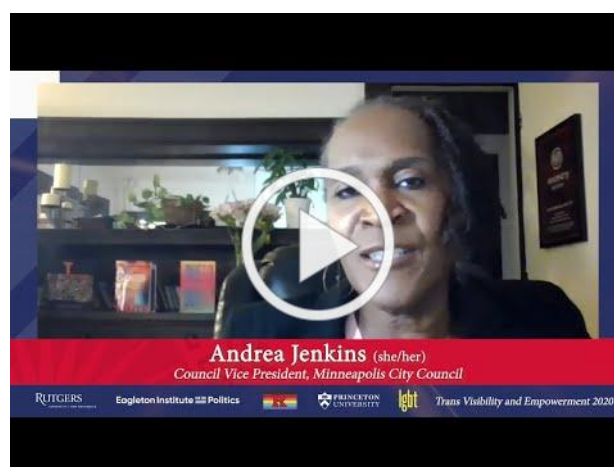 Andrea Jenkins (she/her)
Council Vice President, Minneapolis City Council
RUTGERS
Eagleton Institute of Politics
PRINCETON
UNIVERSITY
lgbt
Trans Visibility and Empowerment 2020